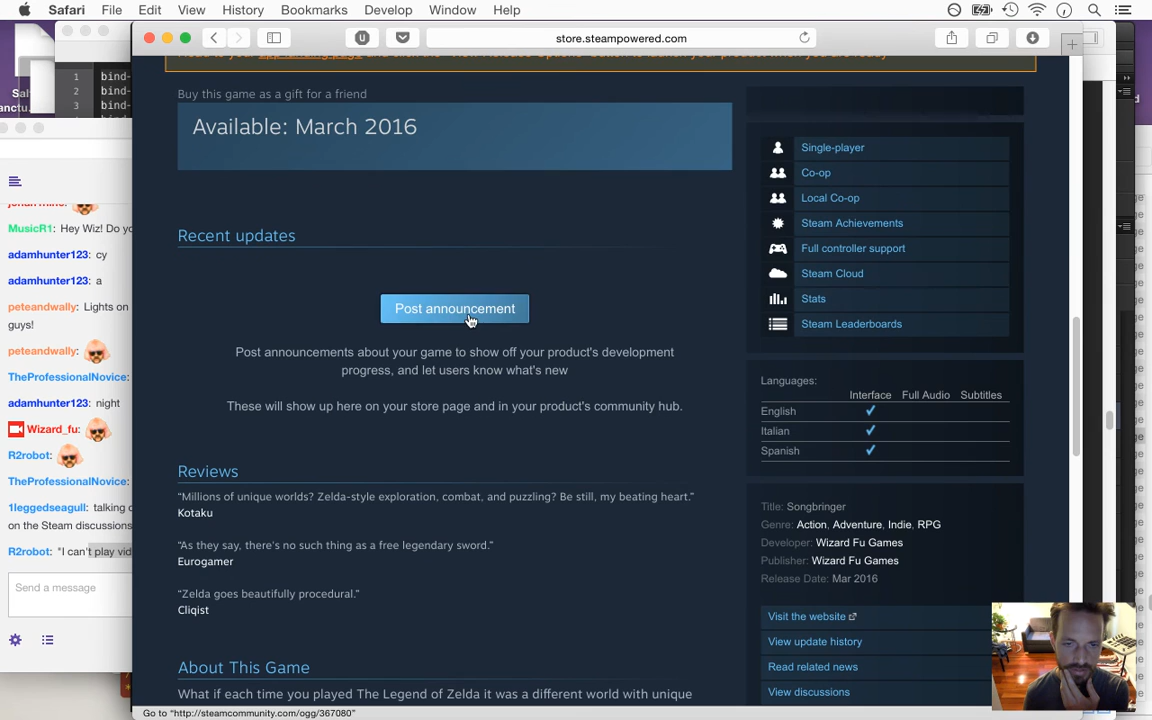 Safari File Edit View History Bookmarks Develop Window Help
store.steampowered.com
Buy this game as a gift for a friend
Available: March 2016
Recent updates
Post announcement
Post announcements about your game to show off your product's development
progress, and let users know what's new
These will show up here on your store page and in your product's community hub.
Reviews
“Millions of unique worlds? Zelda-style exploration, combat, and puzzling? Be still, my beating heart.”
Kotaku
“As they say, there's no such thing as a free legendary sword.”
Eurogamer
“Zelda goes beautifully procedural.”
Cliqist
About This Game
What if each time you played The Legend of Zelda it was a different world with unique
Single-player
Co-op
Local Co-op
Steam Achievements
Full controller support
Steam Cloud
Stats
Steam Leaderboards
Languages:
Interface Full Audio Subtitles
English
Italian
Spanish
Title: Songbringer
Genre: Action, Adventure, Indie, RPG
Developer: Wizard Fu Games
Publisher: Wizard Fu Games
Release Date: Mar 2016
Visit the website
View update history
Read related news
View discussions
1 bind-
2 bind-
3 bind-
MusicR1: Hey Wiz! Do yo
adamhunter123: cy
adamhunter123: a
peteandwally: Lights on
guys!
peteandwally:
TheProfessionalNovice:
adamhunter123: night
Wizard_fu:
R2robot:
TheProfessionalNovice:
1leggedseagull: talking
on the Steam discussions
R2robot: "I can't play vid
Send a message
Go to “http://steamcommunity.com/ogg/367080”